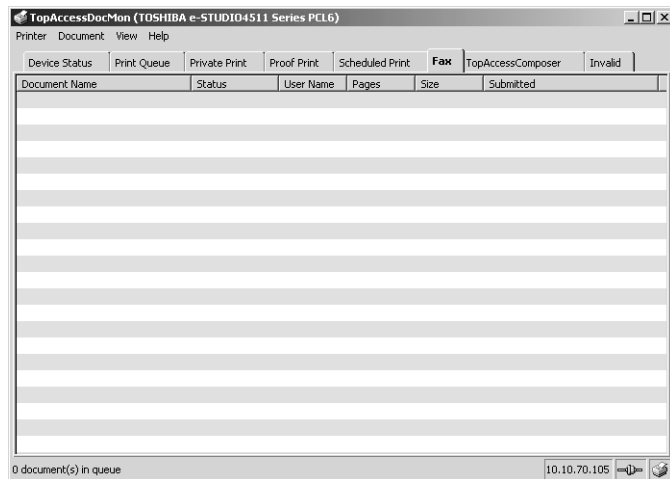 TopAccessDocMon (TOSHIBA e-STUDIO4511 Series PCL6)
Printer Document View Help
Device Status Print Queue Private Print Proof Print Scheduled Print Fax TopAccessComposer Invalid
Document Name Status User Name Pages Size Submitted
0 document(s) in queue 10.10.70.105